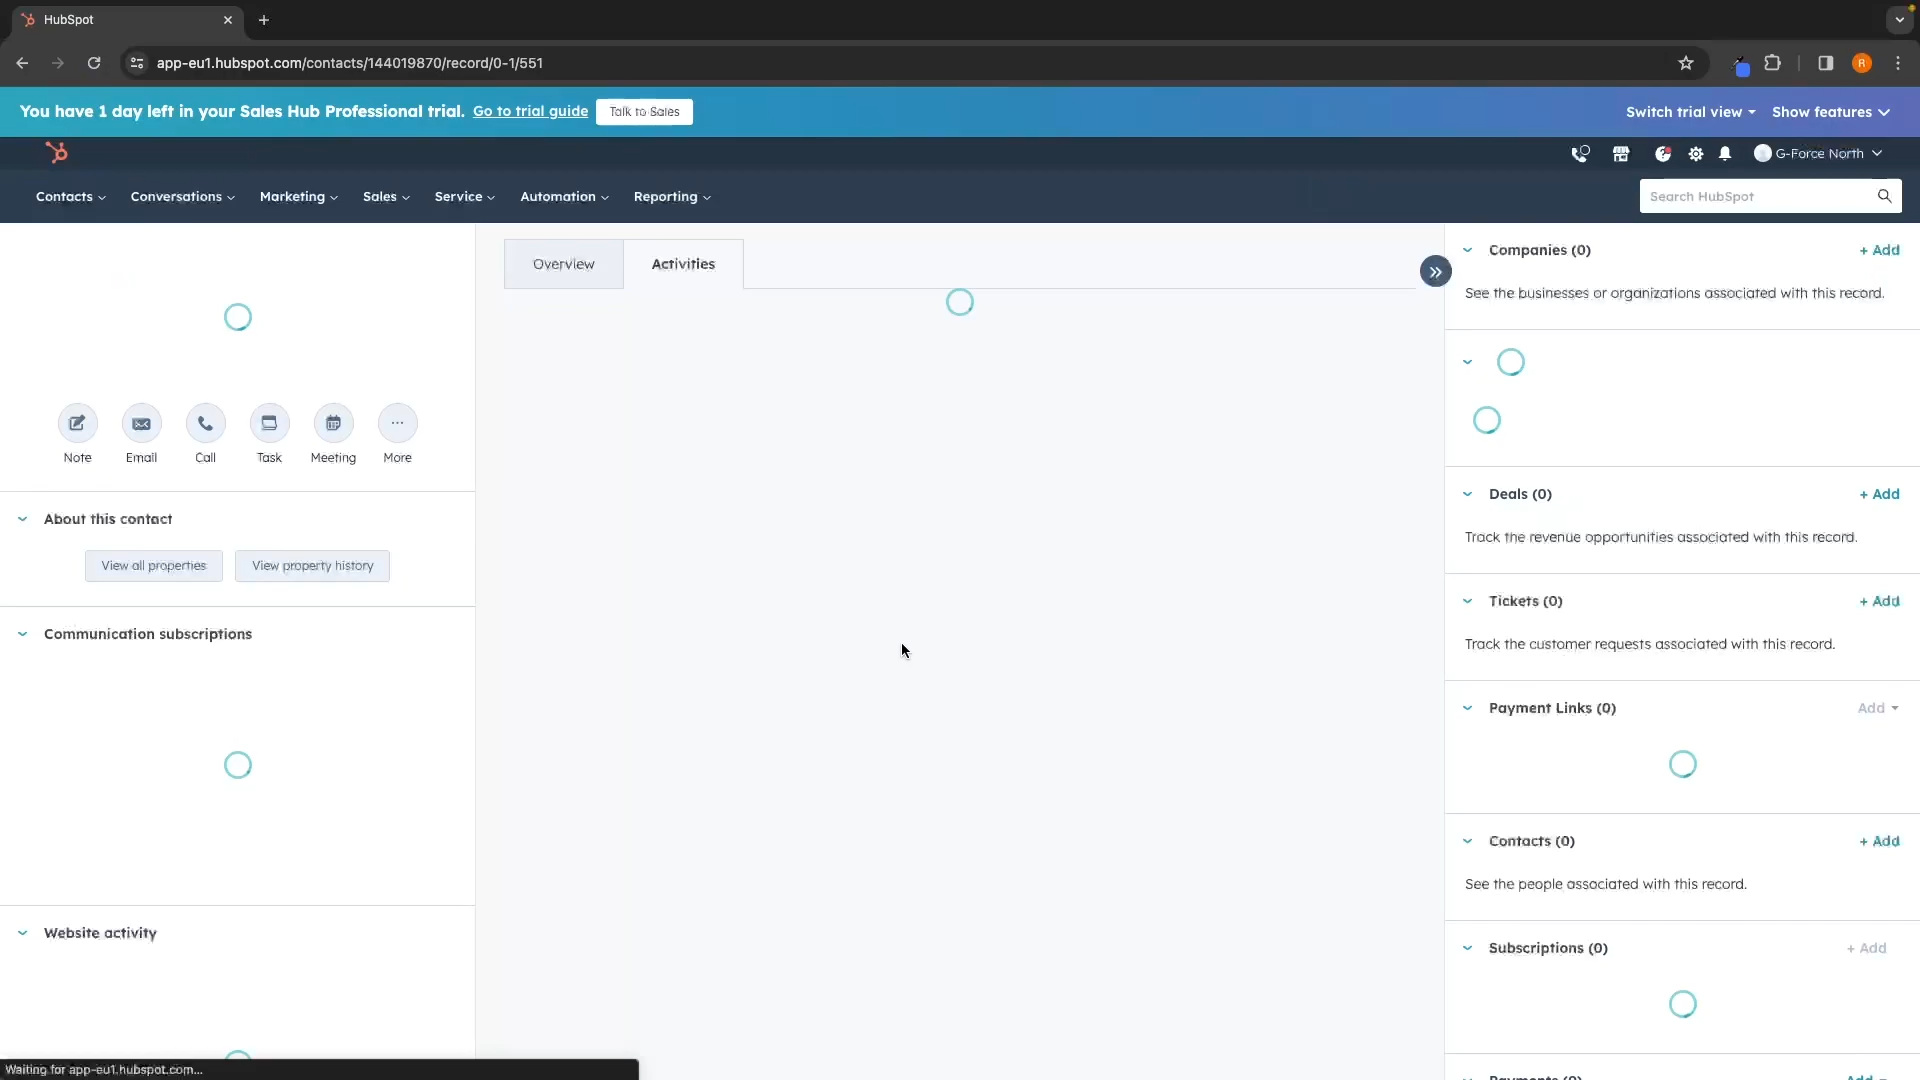 HubSpot
app-eu1.hubspot.com/contacts/144019870/record/0-1/551
R
You have 1 day left in your Sales Hub Professional trial. Go to trial guide Talk to Sales
Switch trial view Show features
G-Force North
Contacts Conversations Marketing Sales Service Automation Reporting
Search HubSpot
Note Email Call Task Meeting More
About this contact
View all properties View property history
Communication subscriptions
Website activity
Overview Activities
Companies (0) + Add
See the businesses or organizations associated with this record.
Deals (0) + Add
Track the revenue opportunities associated with this record.
Tickets (0) + Add
Track the customer requests associated with this record.
Payment Links (0) Add
Contacts (0) + Add
See the people associated with this record.
Subscriptions (0) + Add
Payments (0) Add
Waiting for app-eu1.hubspot.com...